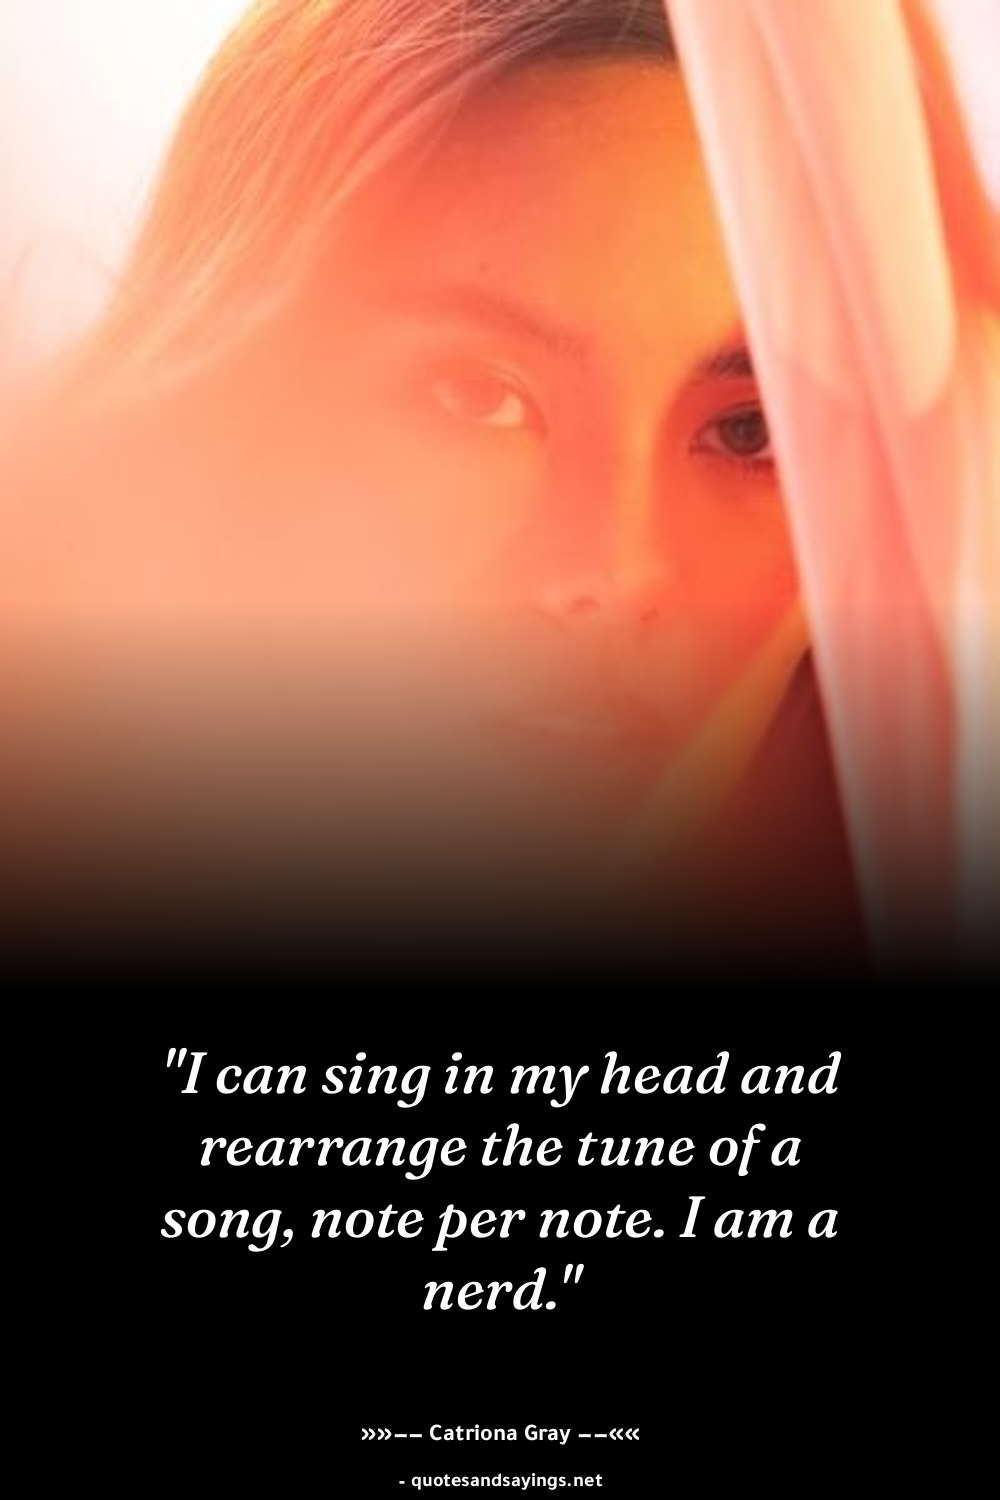 "I can sing in my head and
rearrange the tune of a
song, note per note. I am a
nerd."
»»−− Catriona Gray −−««
- quotesandsayings.net